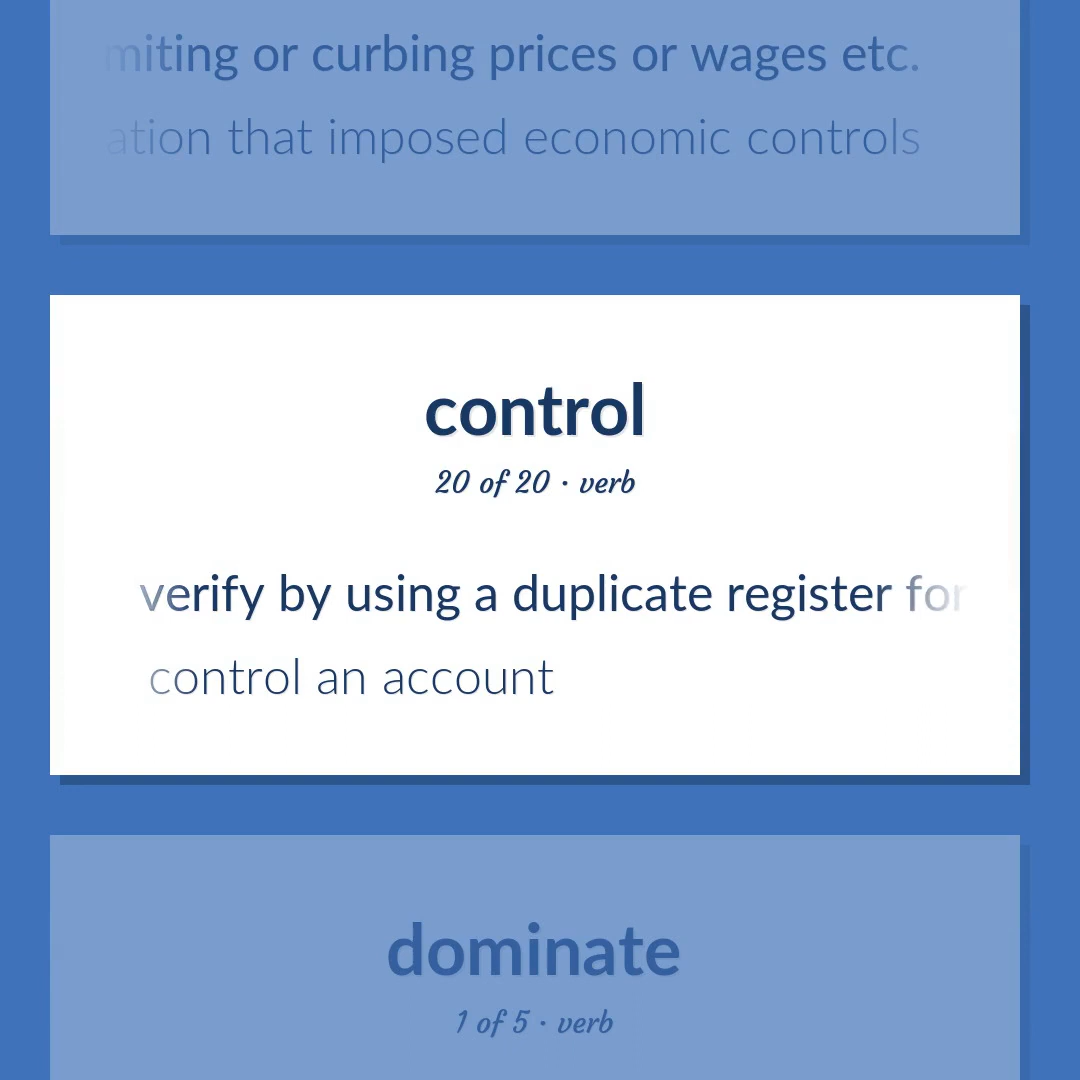 miting or curbing prices or wages etc.
ation that imposed economic controls
control
20 of 20 · verb
verify by using a duplicate register for
control an account
dominate
1 of 5 · verb